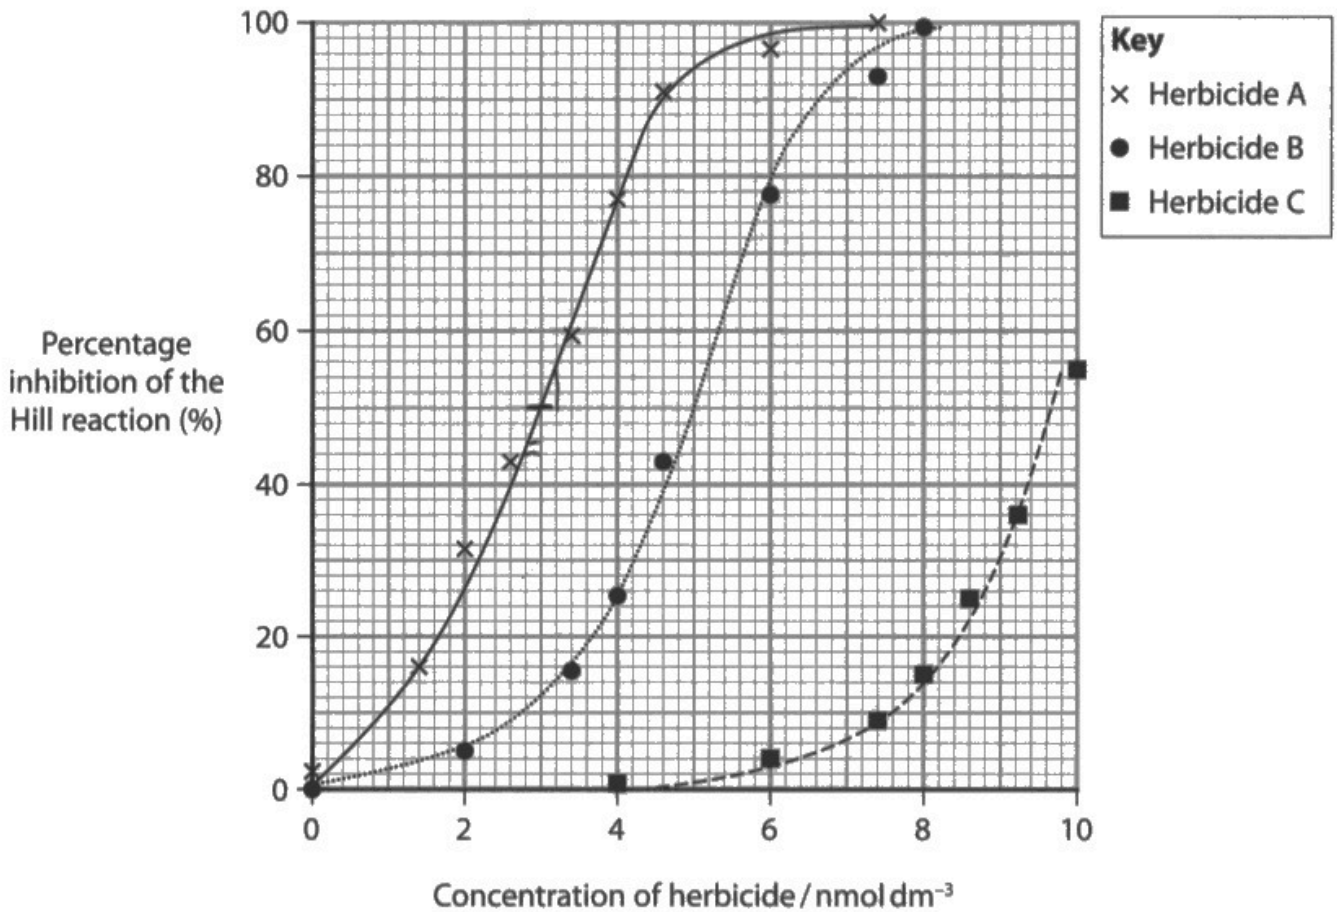 100
80
60
40
20
0
Percentage
inhibition of the
Hill reaction (%)
0 2 4 6 8 10
Concentration of herbicide / nmol dm⁻³
Key
Herbicide A
Herbicide B
Herbicide C